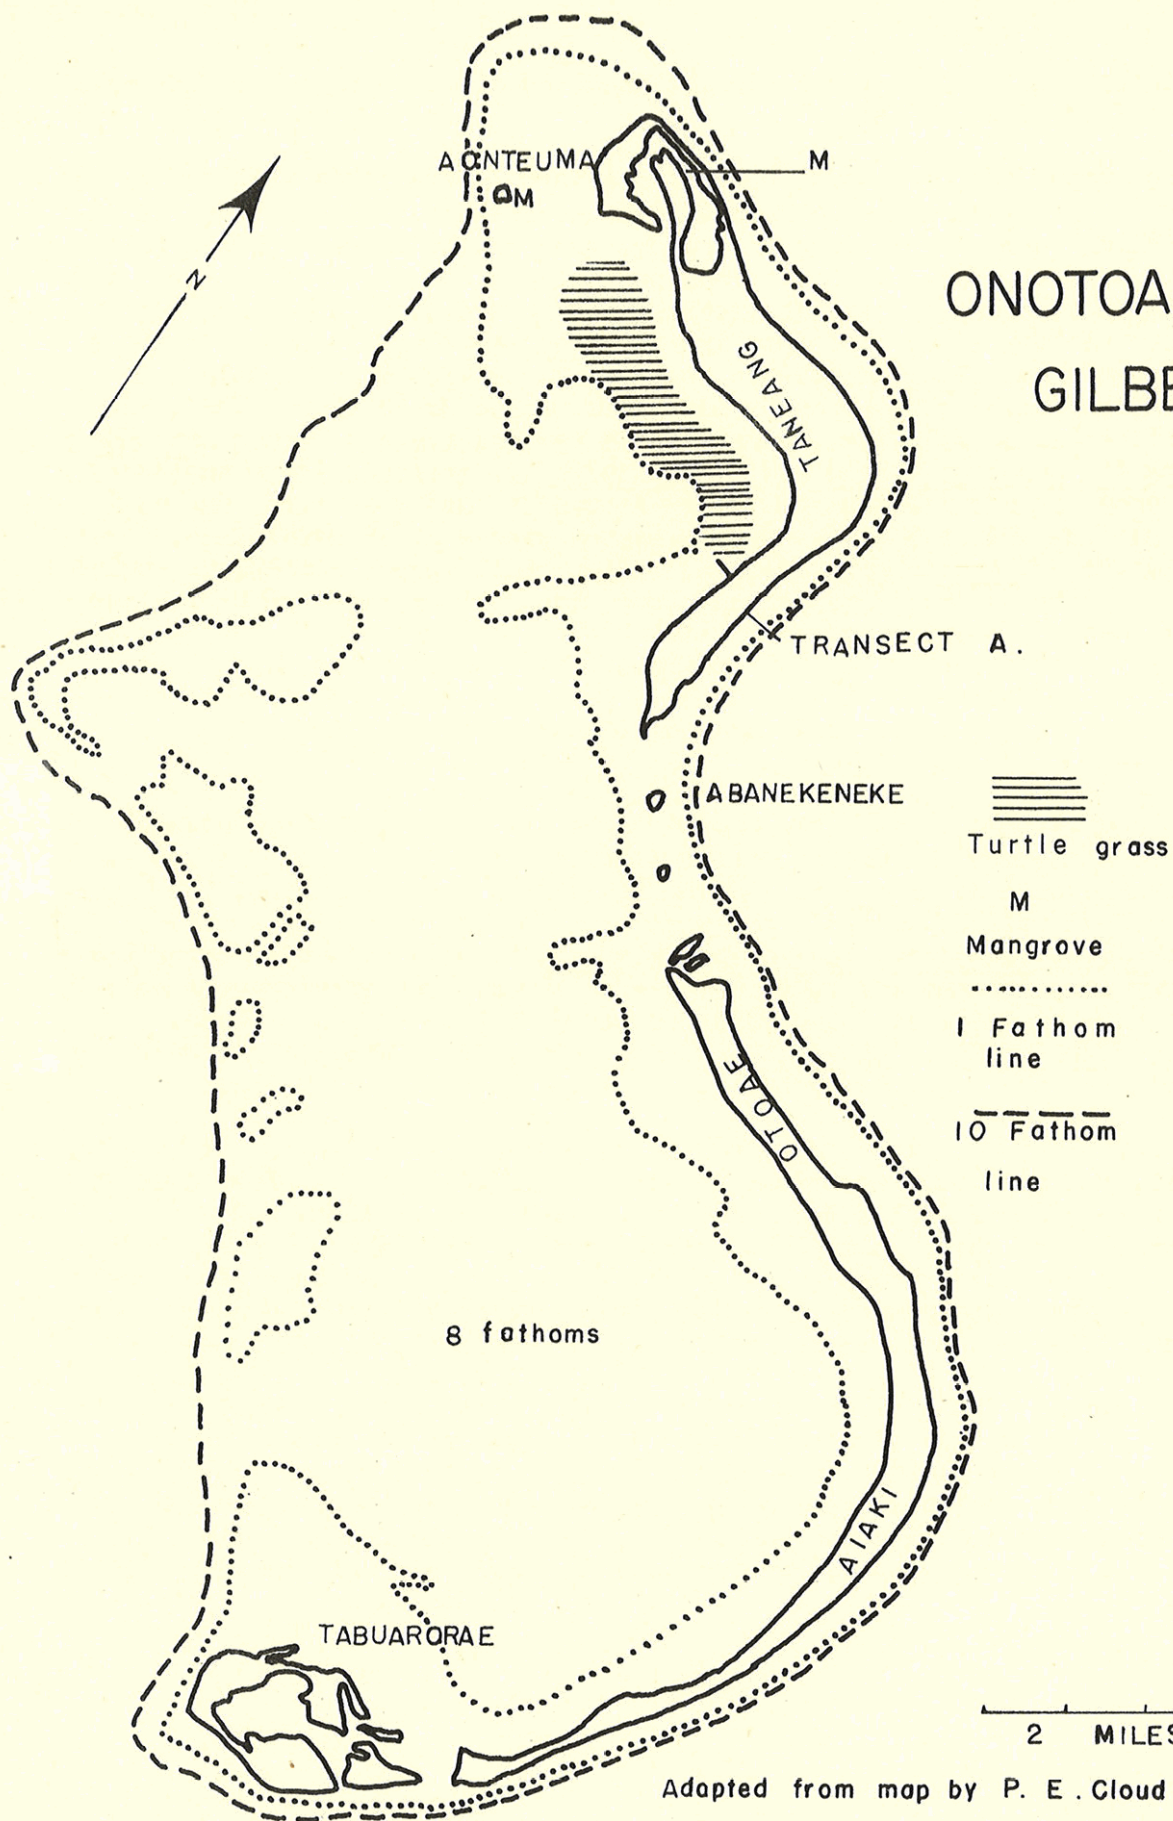 AONTEUMA
M
M
N
ONOTOA
TANEANG
TRANSECT A.
ABANEKENEKE
Turtle grass
M
Mangrove
1 Fathom
line
10 Fathom
line
OTOAE
8 fathoms
AIAKI
TABUARORAE
2 MILES
Adapted from map by P. E. Cloud